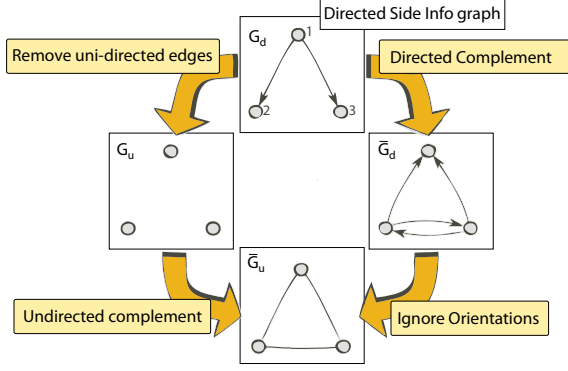 Directed Side Info graph
Remove uni-directed edges
G_d
1
Directed Complement
2
3
G_u
Ḡ_d
Ḡ_u
Undirected complement
Ignore Orientations